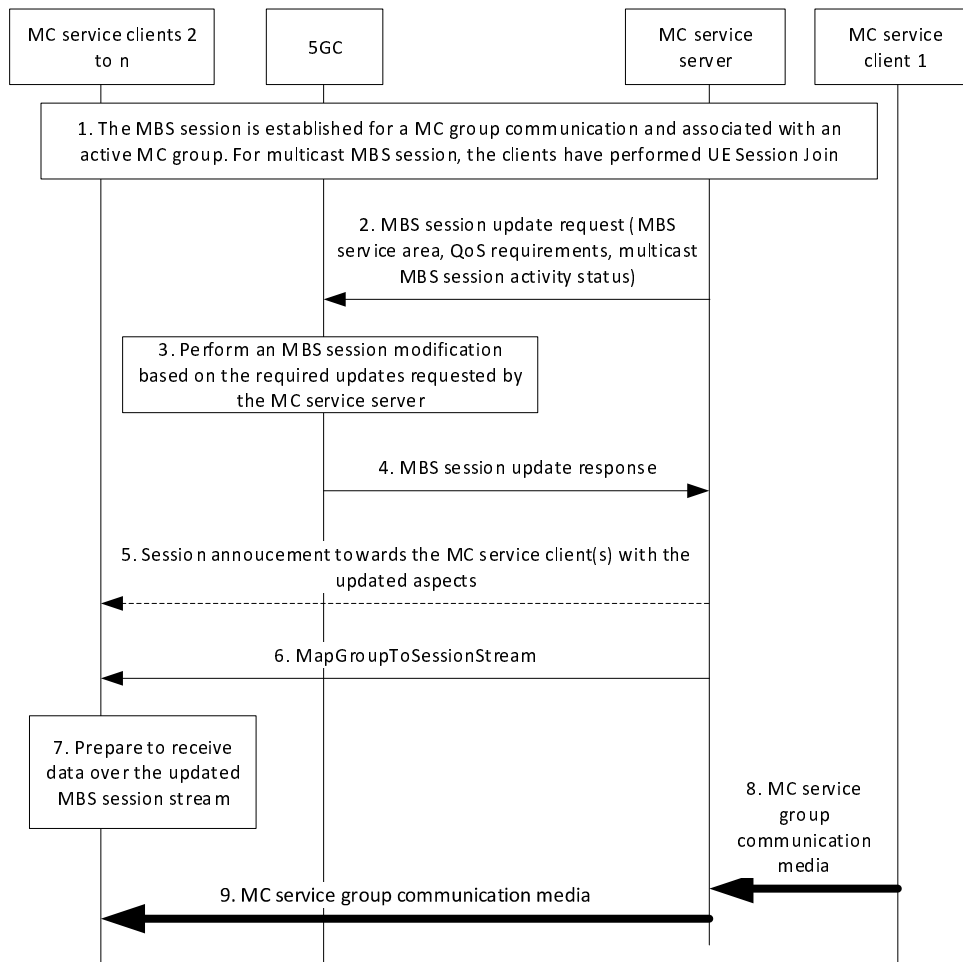 MC service clients 2
to n
5GC
MC service
server
MC service
client 1
1. The MBS session is established for a MC group communication and associated with an
active MC group. For multicast MBS session, the clients have performed UE Session Join
2. MBS session update request (MBS
service area, QoS requirements, multicast
MBS session activity status)
3. Perform an MBS session modification
based on the required updates requested by
the MC service server
4. MBS session update response
5. Session annoucement towards the MC service client(s) with the
updated aspects
6. MapGroupToSessionStream
7. Prepare to receive
data over the updated
MBS session stream
8. MC service
group
communication
media
9. MC service group communication media